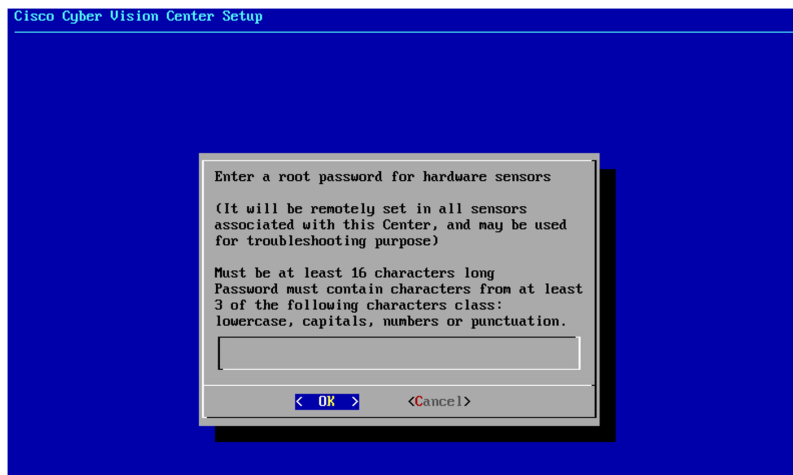 Cisco Cyber Vision Center Setup
Enter a root password for hardware sensors
(It will be remotely set in all sensors
associated with this Center, and may be used
for troubleshooting purpose)
Must be at least 16 characters long
Password must contain characters from at least
3 of the following characters class:
lowercase, capitals, numbers or punctuation.
< OK > <Cancel>